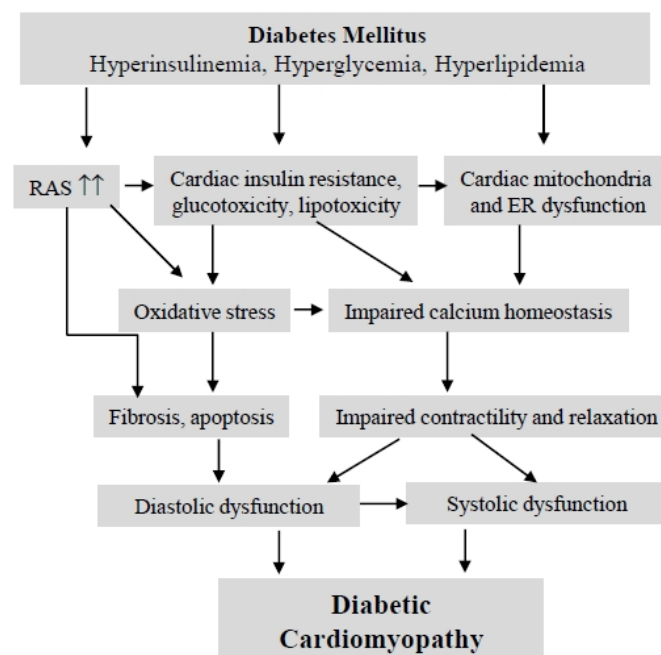 Diabetes Mellitus
Hyperinsulinemia, Hyperglycemia, Hyperlipidemia
RAS ↑↑
Cardiac insulin resistance,
glucotoxicity, lipotoxicity
Cardiac mitochondria
and ER dysfunction
Oxidative stress
Impaired calcium homeostasis
Fibrosis, apoptosis
Impaired contractility and relaxation
Diastolic dysfunction
Systolic dysfunction
Diabetic
Cardiomyopathy